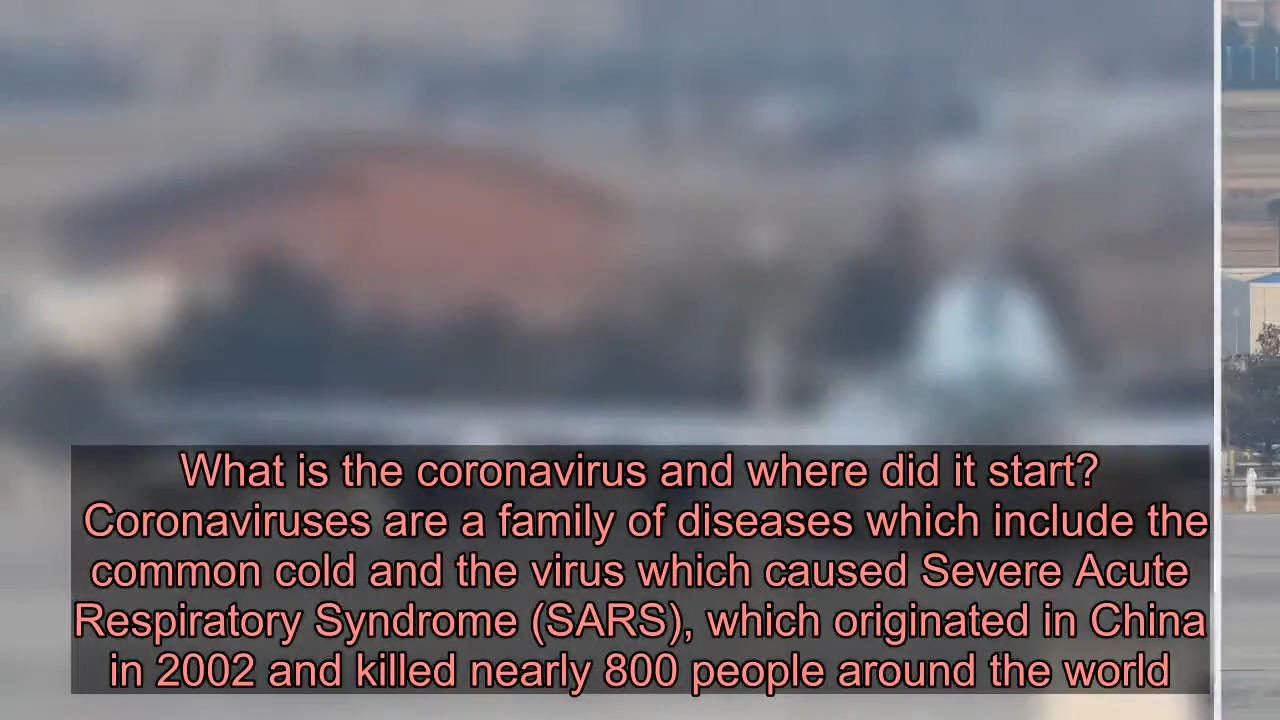 What is the coronavirus and where did it start?
Coronaviruses are a family of diseases which include the
common cold and the virus which caused Severe Acute
Respiratory Syndrome (SARS), which originated in China
in 2002 and killed nearly 800 people around the world